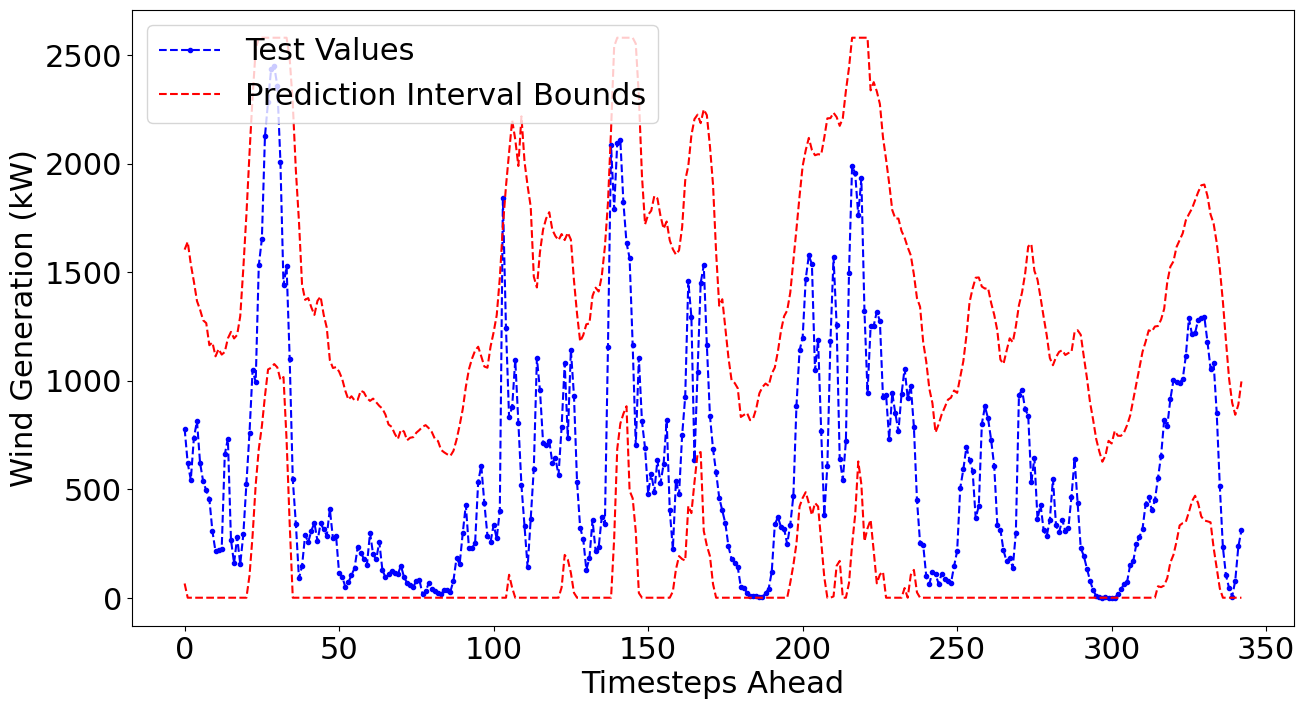 Test Values
Prediction Interval Bounds
Wind Generation (kW)
2500
2000
1500
1000
500
0
0 50 100 150 200 250 300 350
Timesteps Ahead